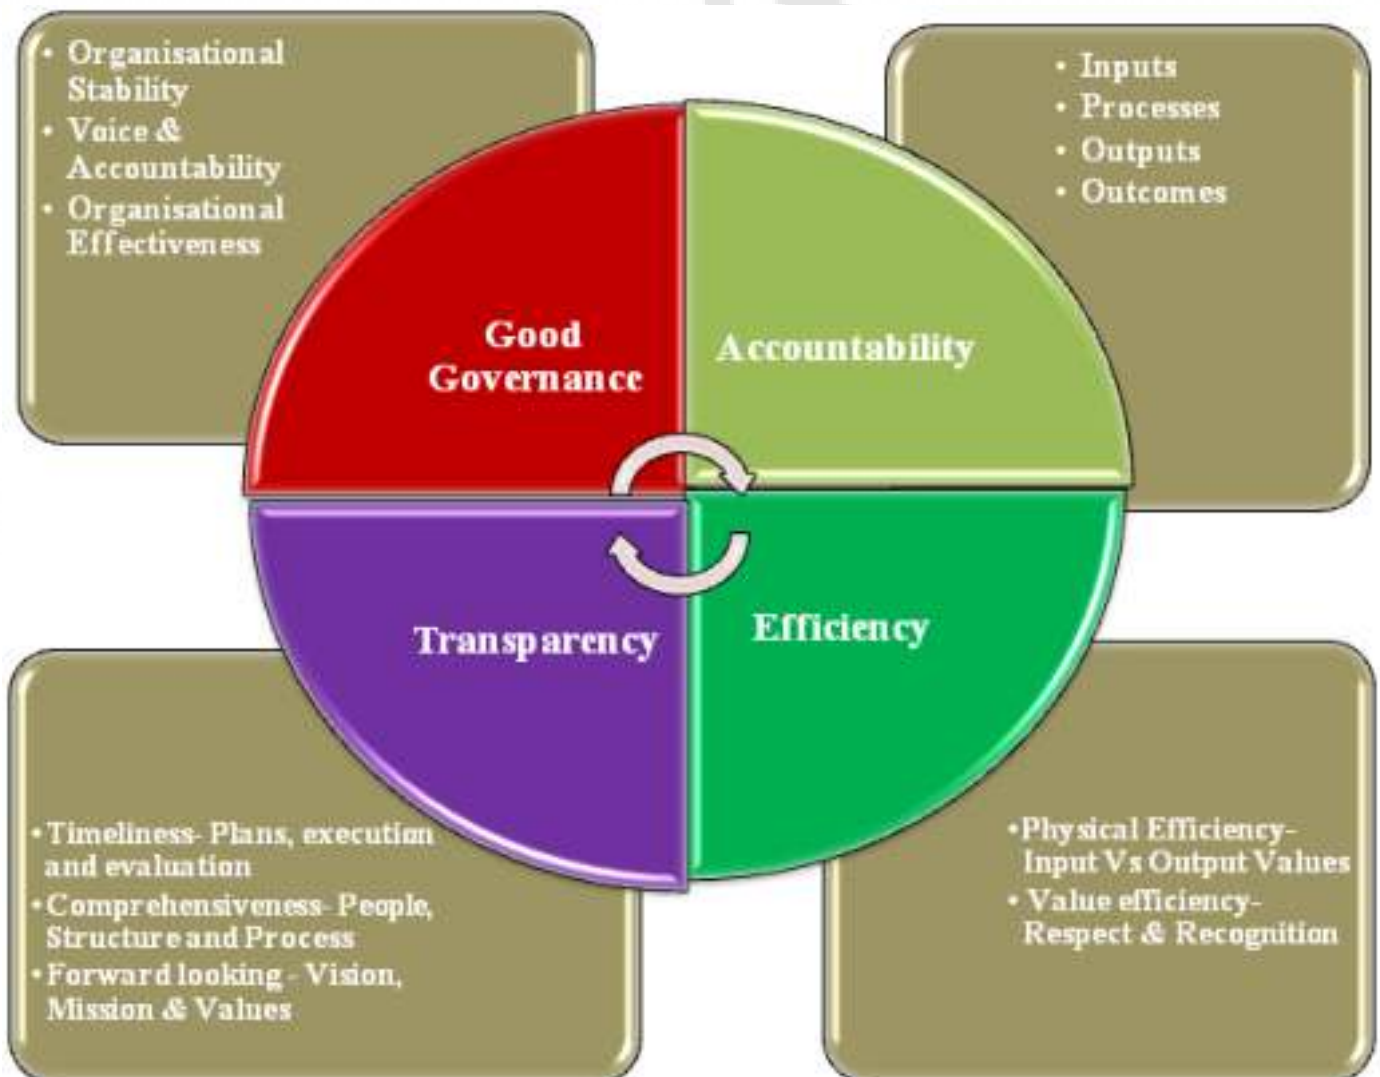 • Organisational
Stability
• Voice &
Accountability
• Organisational
Effectiveness
• Inputs
• Processes
• Outputs
• Outcomes
Good
Governance
Accountability
Transparency
Efficiency
•Timeliness- Plans, execution
and evaluation
•Comprehensiveness- People,
Structure and Process
•Forward looking - Vision,
Mission & Values
•Physical Efficiency-
Input Vs Output Values
• Value efficiency-
Respect & Recognition